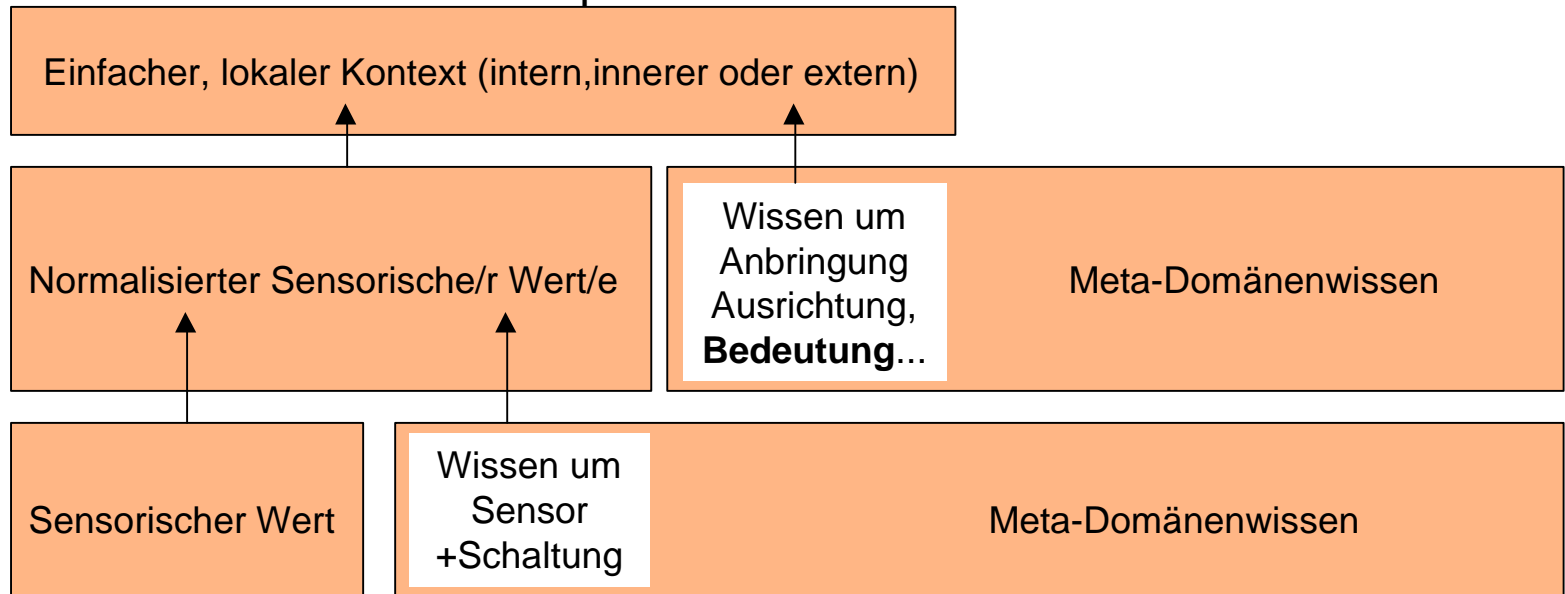 Einfacher, lokaler Kontext (intern,innerer oder extern)
Normalisierter Sensorische/r Wert/e
Wissen um
Anbringung
Ausrichtung,
Bedeutung...
Meta-Domänenwissen
Sensorischer Wert
Wissen um
Sensor
+Schaltung
Meta-Domänenwissen